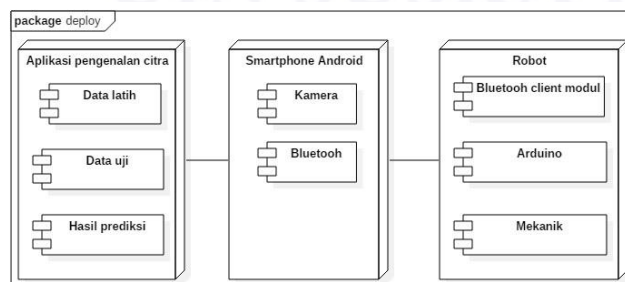 package deploy
Aplikasi pengenalan citra
Data latih
Data uji
Hasil prediksi
Smartphone Android
Kamera
Bluetooh
Robot
Bluetooh client modul
Arduino
Mekanik